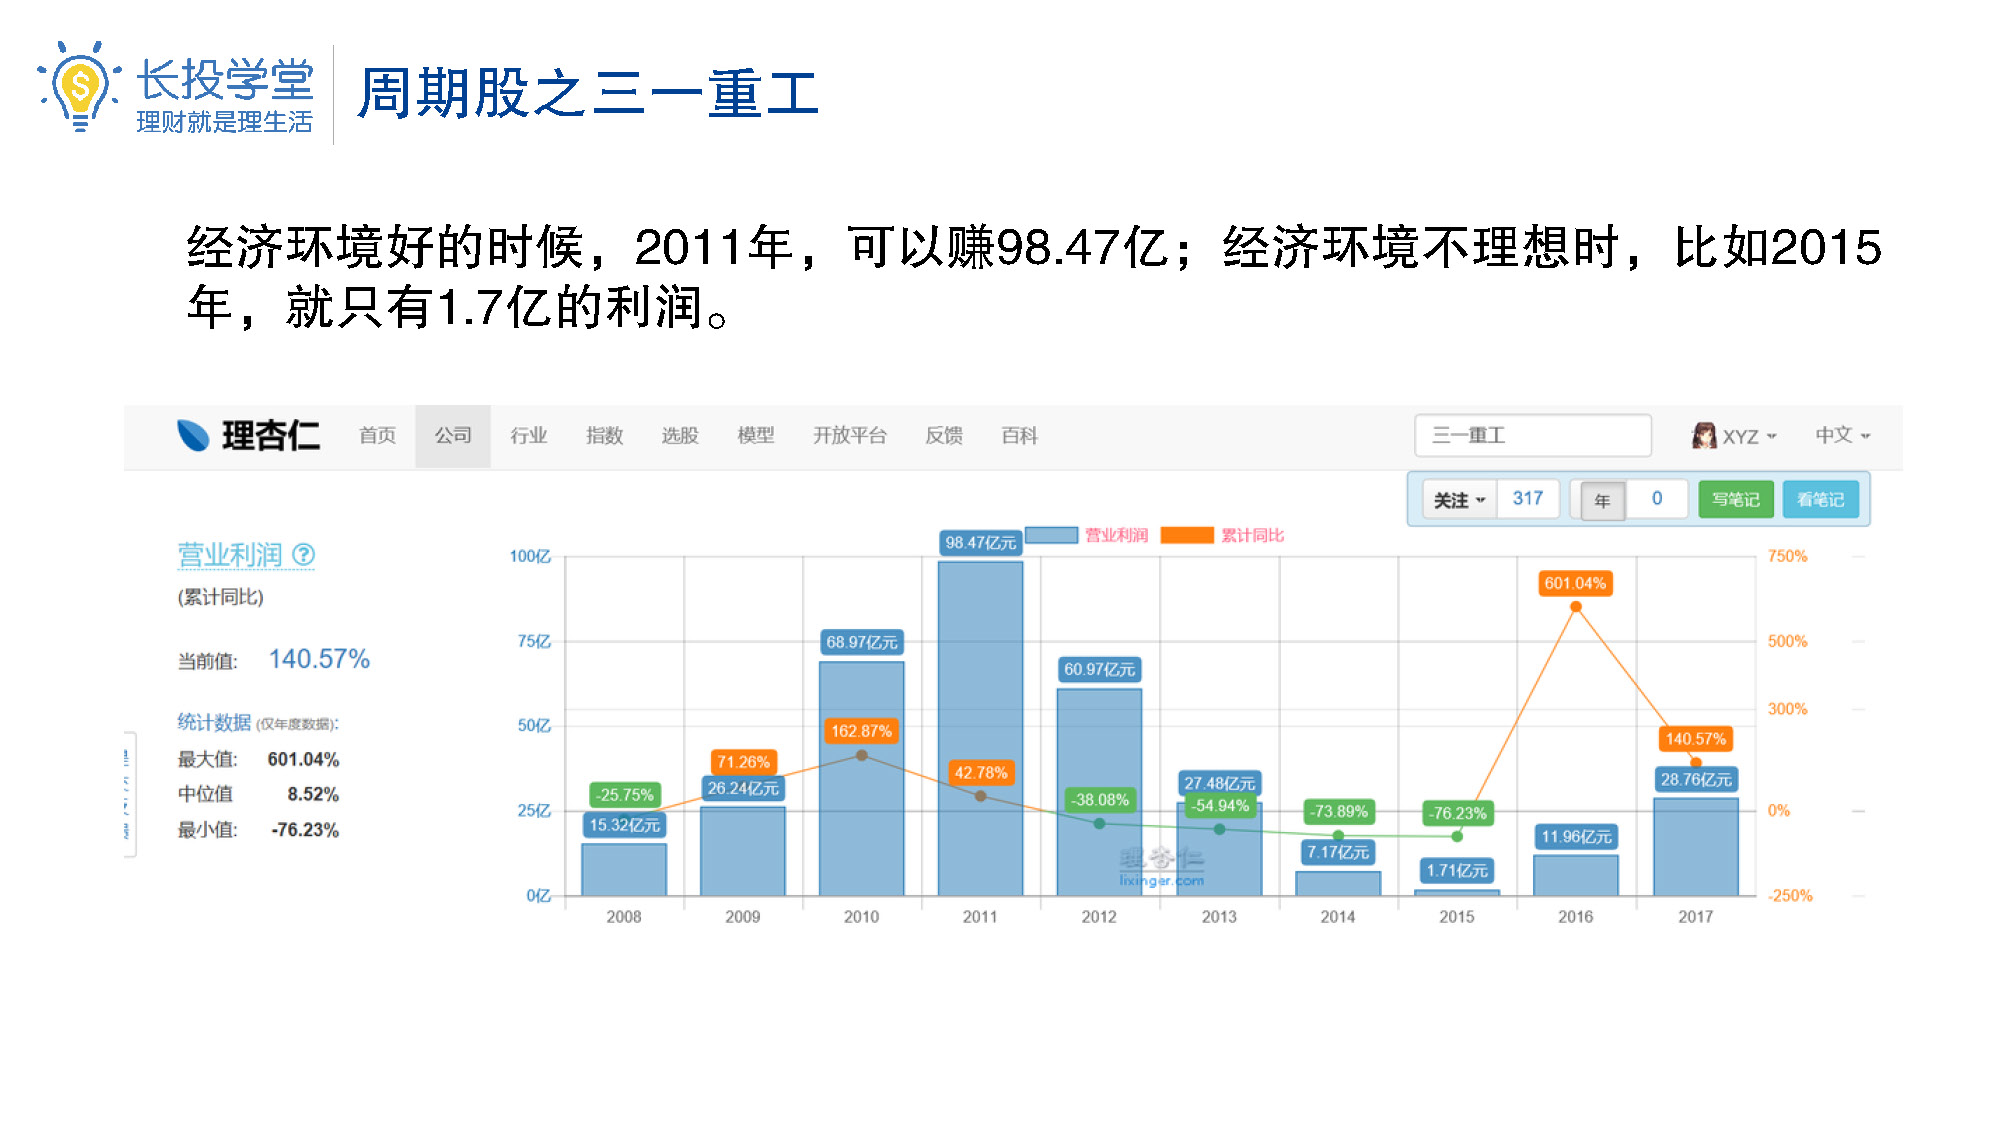 长投学堂
理财就是理生活
周期股之三一重工
经济环境好的时候，2011年，可以赚98.47亿；经济环境不理想时，比如2015
年，就只有1.7亿的利润。
理杏仁 首页 公司 行业 指数 选股 模型 开放平台 反馈 百科 三一重工 XYZ 中文
关注 317 年 0 写笔记 看笔记
营业利润 累计同比
营业利润 ?
(累计同比)
当前值: 140.57%
统计数据 (仅年度数据):
最大值: 601.04%
中位值 8.52%
最小值: -76.23%
100亿
75亿
50亿
25亿
0亿
750%
500%
300%
0%
-250%
98.47亿元
601.04%
68.97亿元
60.97亿元
162.87%
140.57%
71.26%
42.78%
28.76亿元
26.24亿元
27.48亿元
-25.75%
-38.08%
-54.94%
-73.89%
-76.23%
15.32亿元
11.96亿元
7.17亿元
1.71亿元
理杏仁
lixinger.com
2008 2009 2010 2011 2012 2013 2014 2015 2016 2017